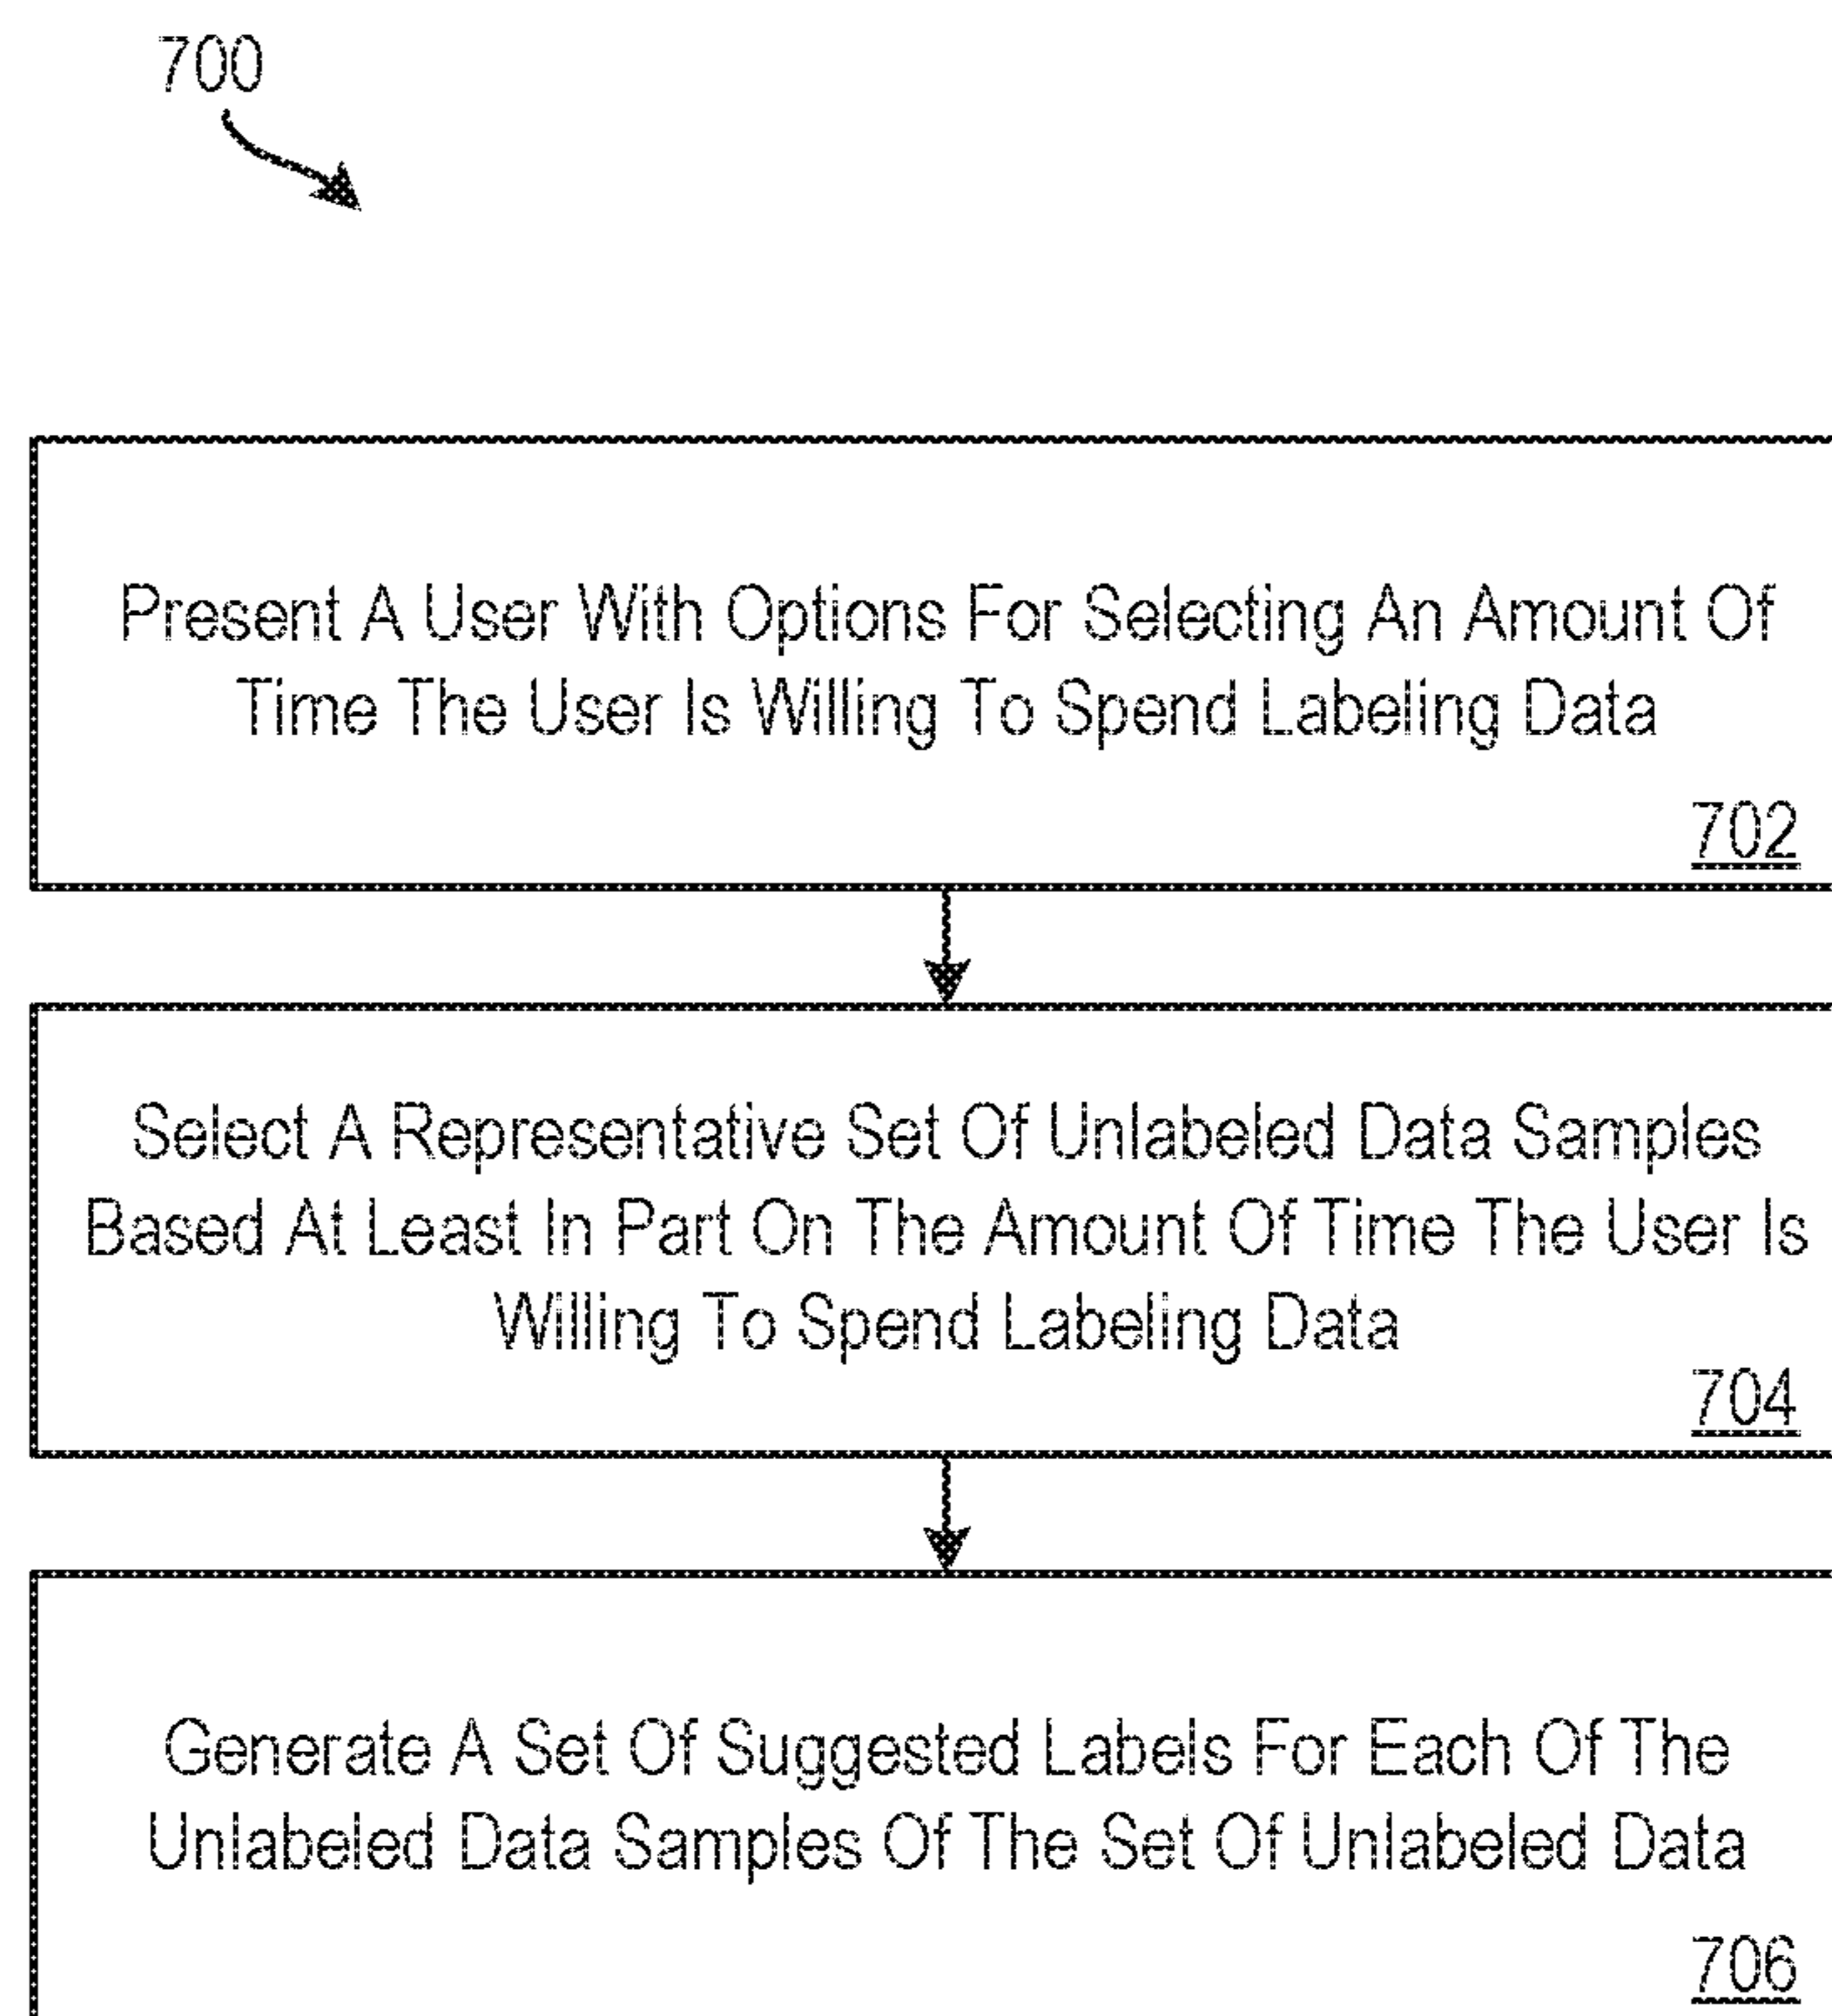 700
Present A User With Options For Selecting An Amount Of
Time The User Is Willing To Spend Labeling Data
702
Select A Representative Set Of Unlabeled Data Samples
Based At Least In Part On The Amount Of Time The User Is
Willing To Spend Labeling Data
704
Generate A Set Of Suggested Labels For Each Of The
Unlabeled Data Samples Of The Set Of Unlabeled Data
706